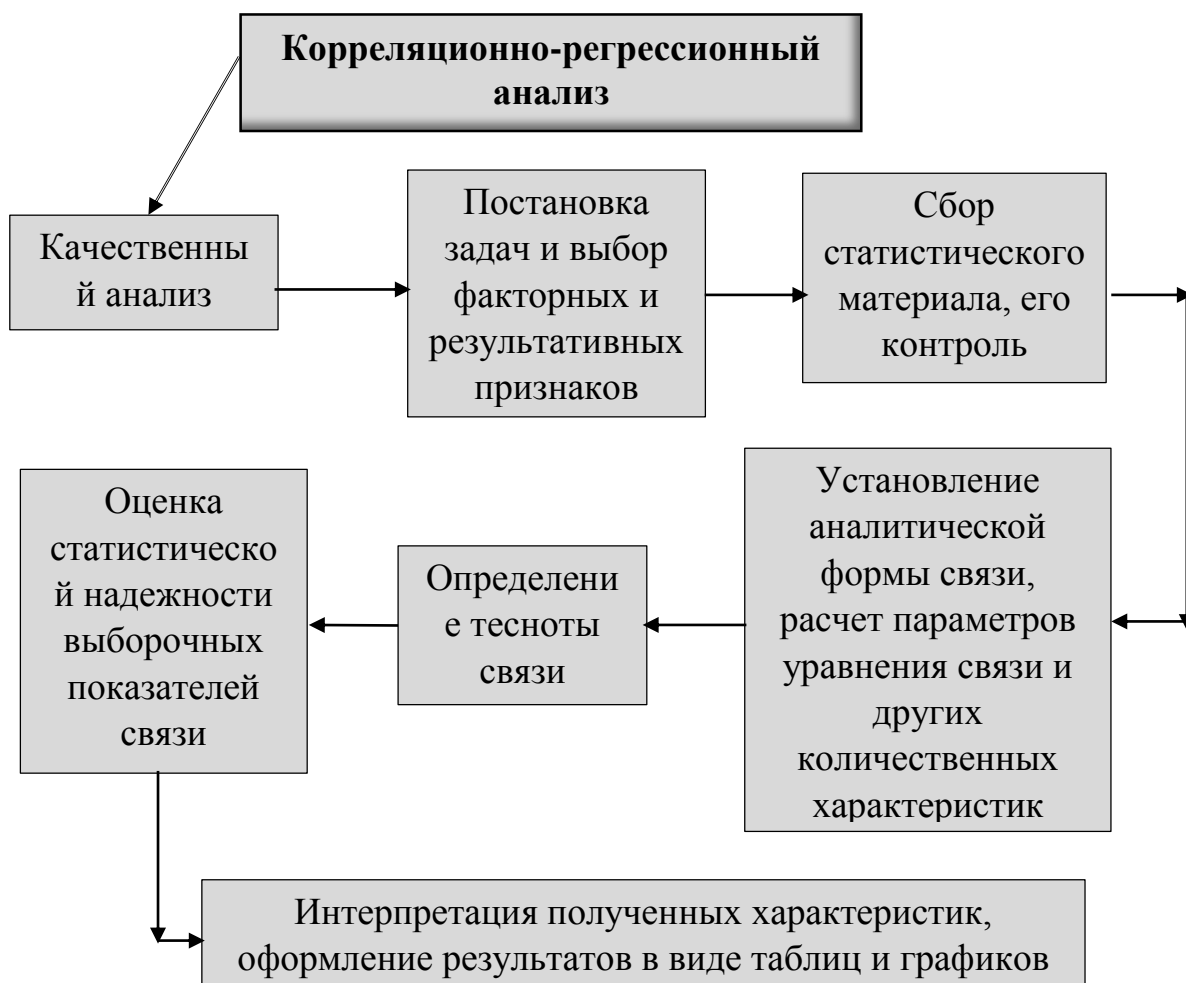 Корреляционно-регрессионный
анализ
Качественны
й анализ
Постановка
задач и выбор
факторных и
результативных
признаков
Сбор
статистического
материала, его
контроль
Установление
аналитической
формы связи,
расчет параметров
уравнения связи и
других
количественных
характеристик
Определени
е тесноты
связи
Оценка
статистическо
й надежности
выборочных
показателей
связи
Интерпретация полученных характеристик,
оформление результатов в виде таблиц и графиков